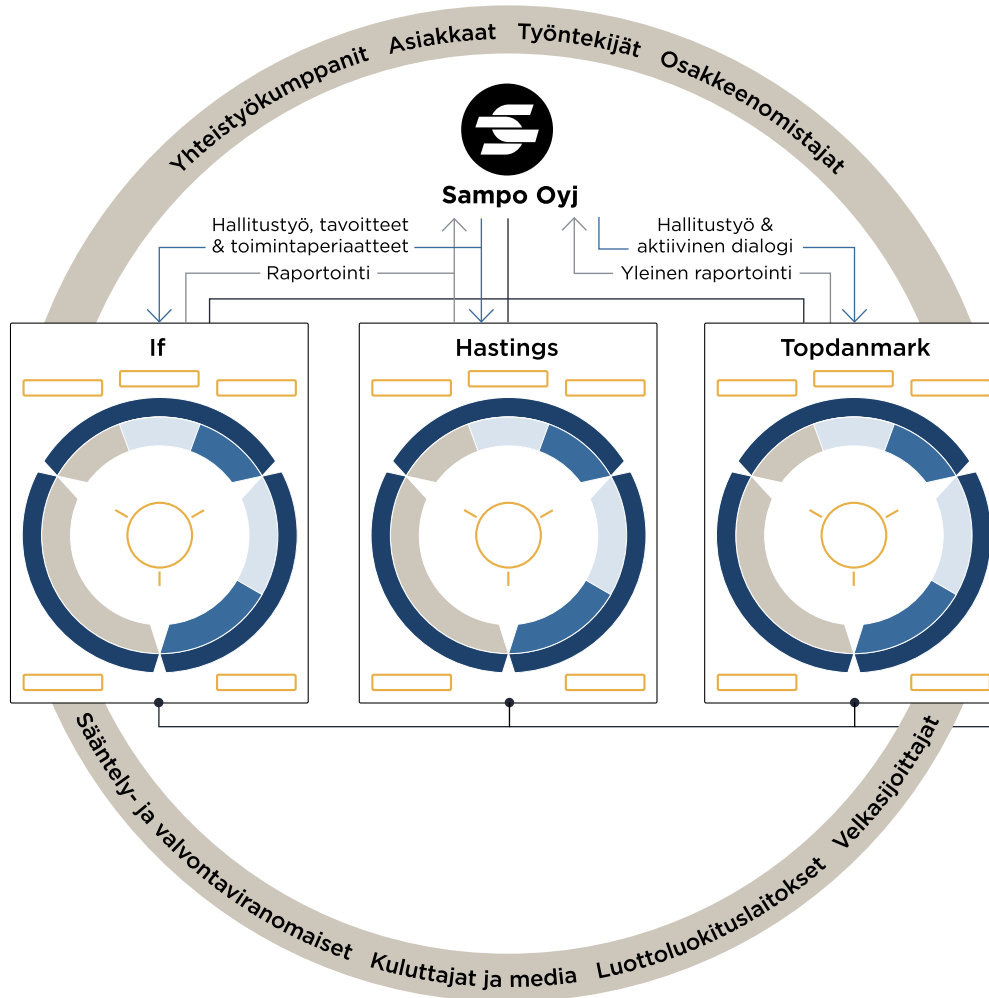 Yhteistyökumppanit
Asiakkaat
Työntekijät
Osakkeenomistajat
Sampo Oyj
Hallitustyö, tavoitteet
& toimintaperiaatteet
Raportointi
Hallitustyö &
aktiivinen dialogi
Yleinen raportointi
If
Hastings
Topdanmark
Sääntely- ja valvontaviranomaiset
Kuluttajat ja media
Luottoluokituslaitokset
Velkasijoittajat